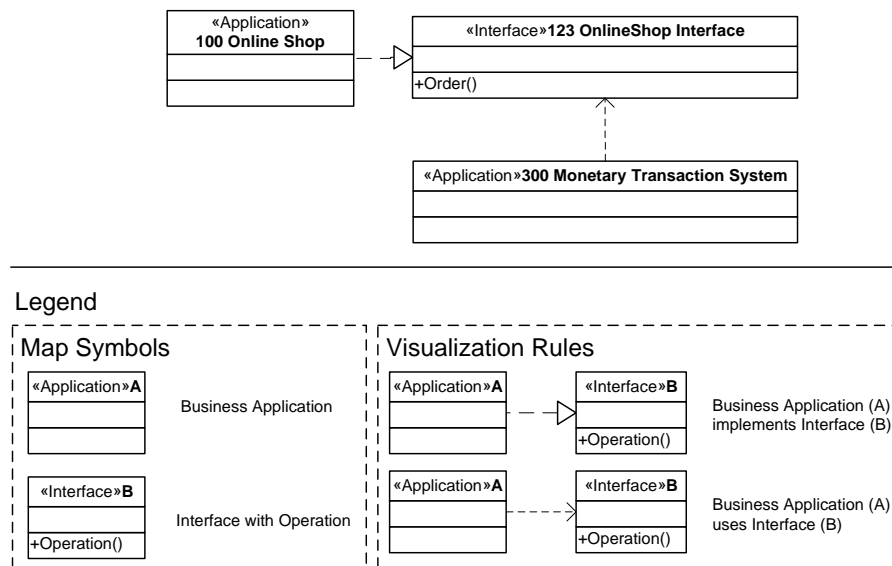 «Application»
100 Online Shop
«Interface»123 OnlineShop Interface
+Order()
«Application»300 Monetary Transaction System
Legend
Map Symbols
«Application»A
Business Application
«Interface»B
+Operation()
Interface with Operation
Visualization Rules
«Application»A
«Interface»B
+Operation()
Business Application (A)
implements Interface (B)
«Application»A
«Interface»B
+Operation()
Business Application (A)
uses Interface (B)